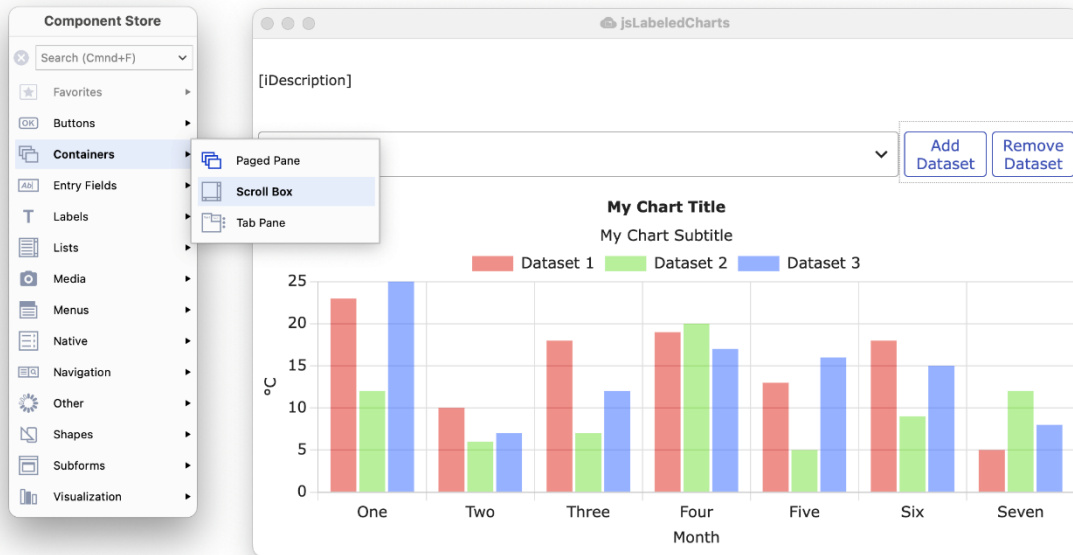 Component Store
Search (Cmnd+F)
Favorites
OK Buttons
Containers
Ab| Entry Fields
T Labels
Lists
Media
Menus
Native
Navigation
Other
Shapes
Subforms
Visualization
Paged Pane
Scroll Box
Tab Pane
jsLabeledCharts
[iDescription]
Add Dataset
Remove Dataset
My Chart Title
My Chart Subtitle
Dataset 1 Dataset 2 Dataset 3
25
20
15
10
5
0
°C
One Two Three Four Five Six Seven
Month